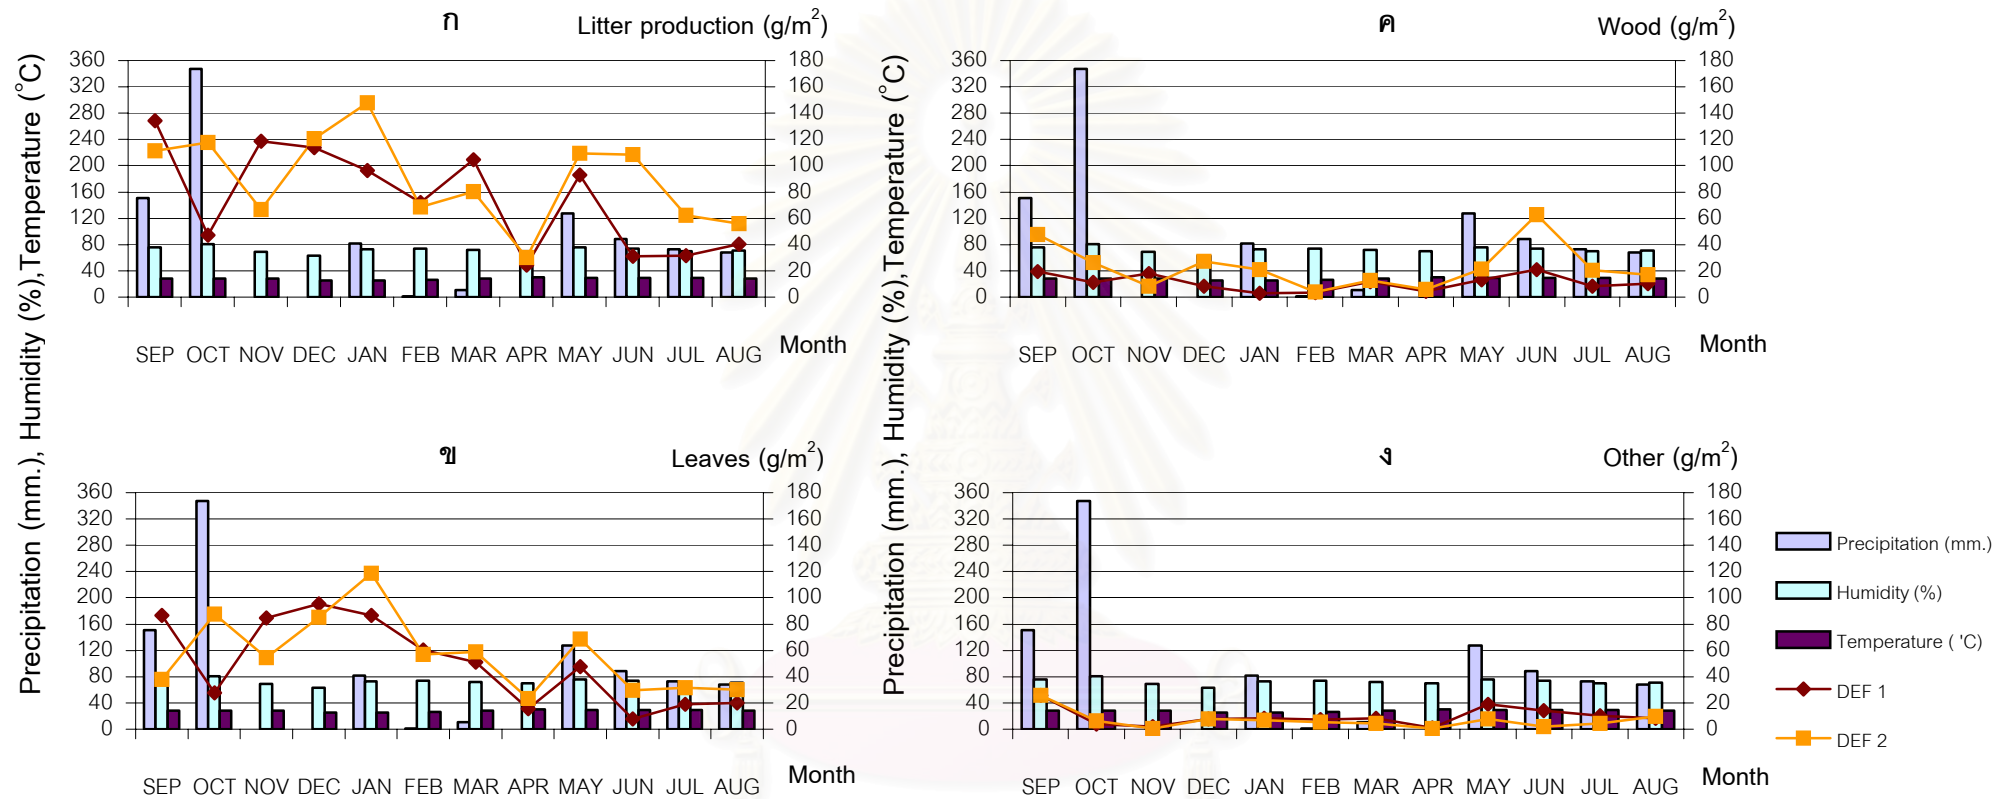 ก
Litter production (g/m²)
360 320 280 240 200 160 120 80 40 0
180 160 140 120 100 80 60 40 20 0
SEP OCT NOV DEC JAN FEB MAR APR MAY JUN JUL AUG
Month
ค
Wood (g/m²)
360 320 280 240 200 160 120 80 40 0
180 160 140 120 100 80 60 40 20 0
SEP OCT NOV DEC JAN FEB MAR APR MAY JUN JUL AUG
Month
Precipitation (mm.), Humidity (%),Temperature (°C)
Precipitation (mm.), Humidity (%),Temperature (°C)
ข
Leaves (g/m²)
360 320 280 240 200 160 120 80 40 0
180 160 140 120 100 80 60 40 20 0
SEP OCT NOV DEC JAN FEB MAR APR MAY JUN JUL AUG
Month
ง
Other (g/m²)
360 320 280 240 200 160 120 80 40 0
180 160 140 120 100 80 60 40 20 0
SEP OCT NOV DEC JAN FEB MAR APR MAY JUN JUL AUG
Month
Precipitation (mm.)
Humidity (%)
Temperature ( 'C)
DEF 1
DEF 2